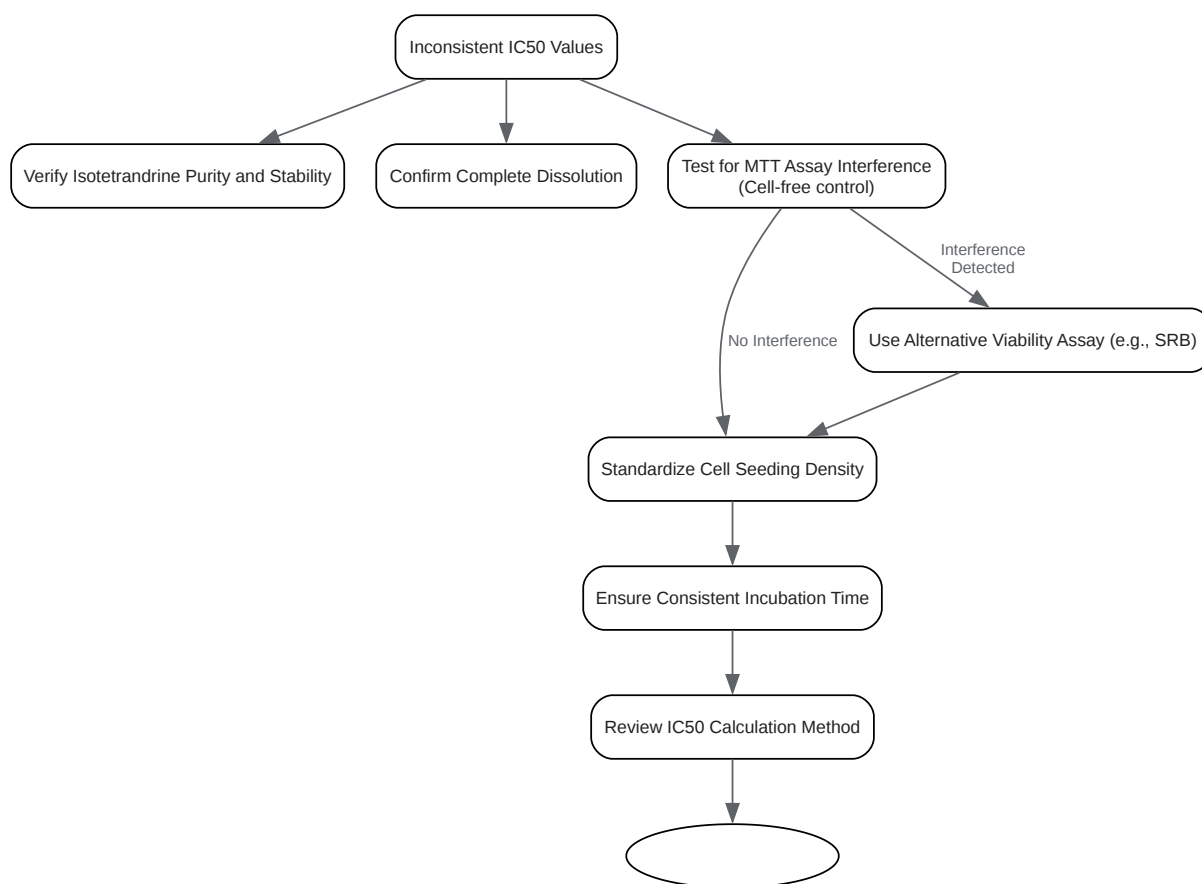 Inconsistent IC50 Values
Verify Isotetrandrine Purity and Stability
Confirm Complete Dissolution
Test for MTT Assay Interference
(Cell-free control)
Interference
Detected
No Interference
Use Alternative Viability Assay (e.g., SRB)
Standardize Cell Seeding Density
Ensure Consistent Incubation Time
Review IC50 Calculation Method